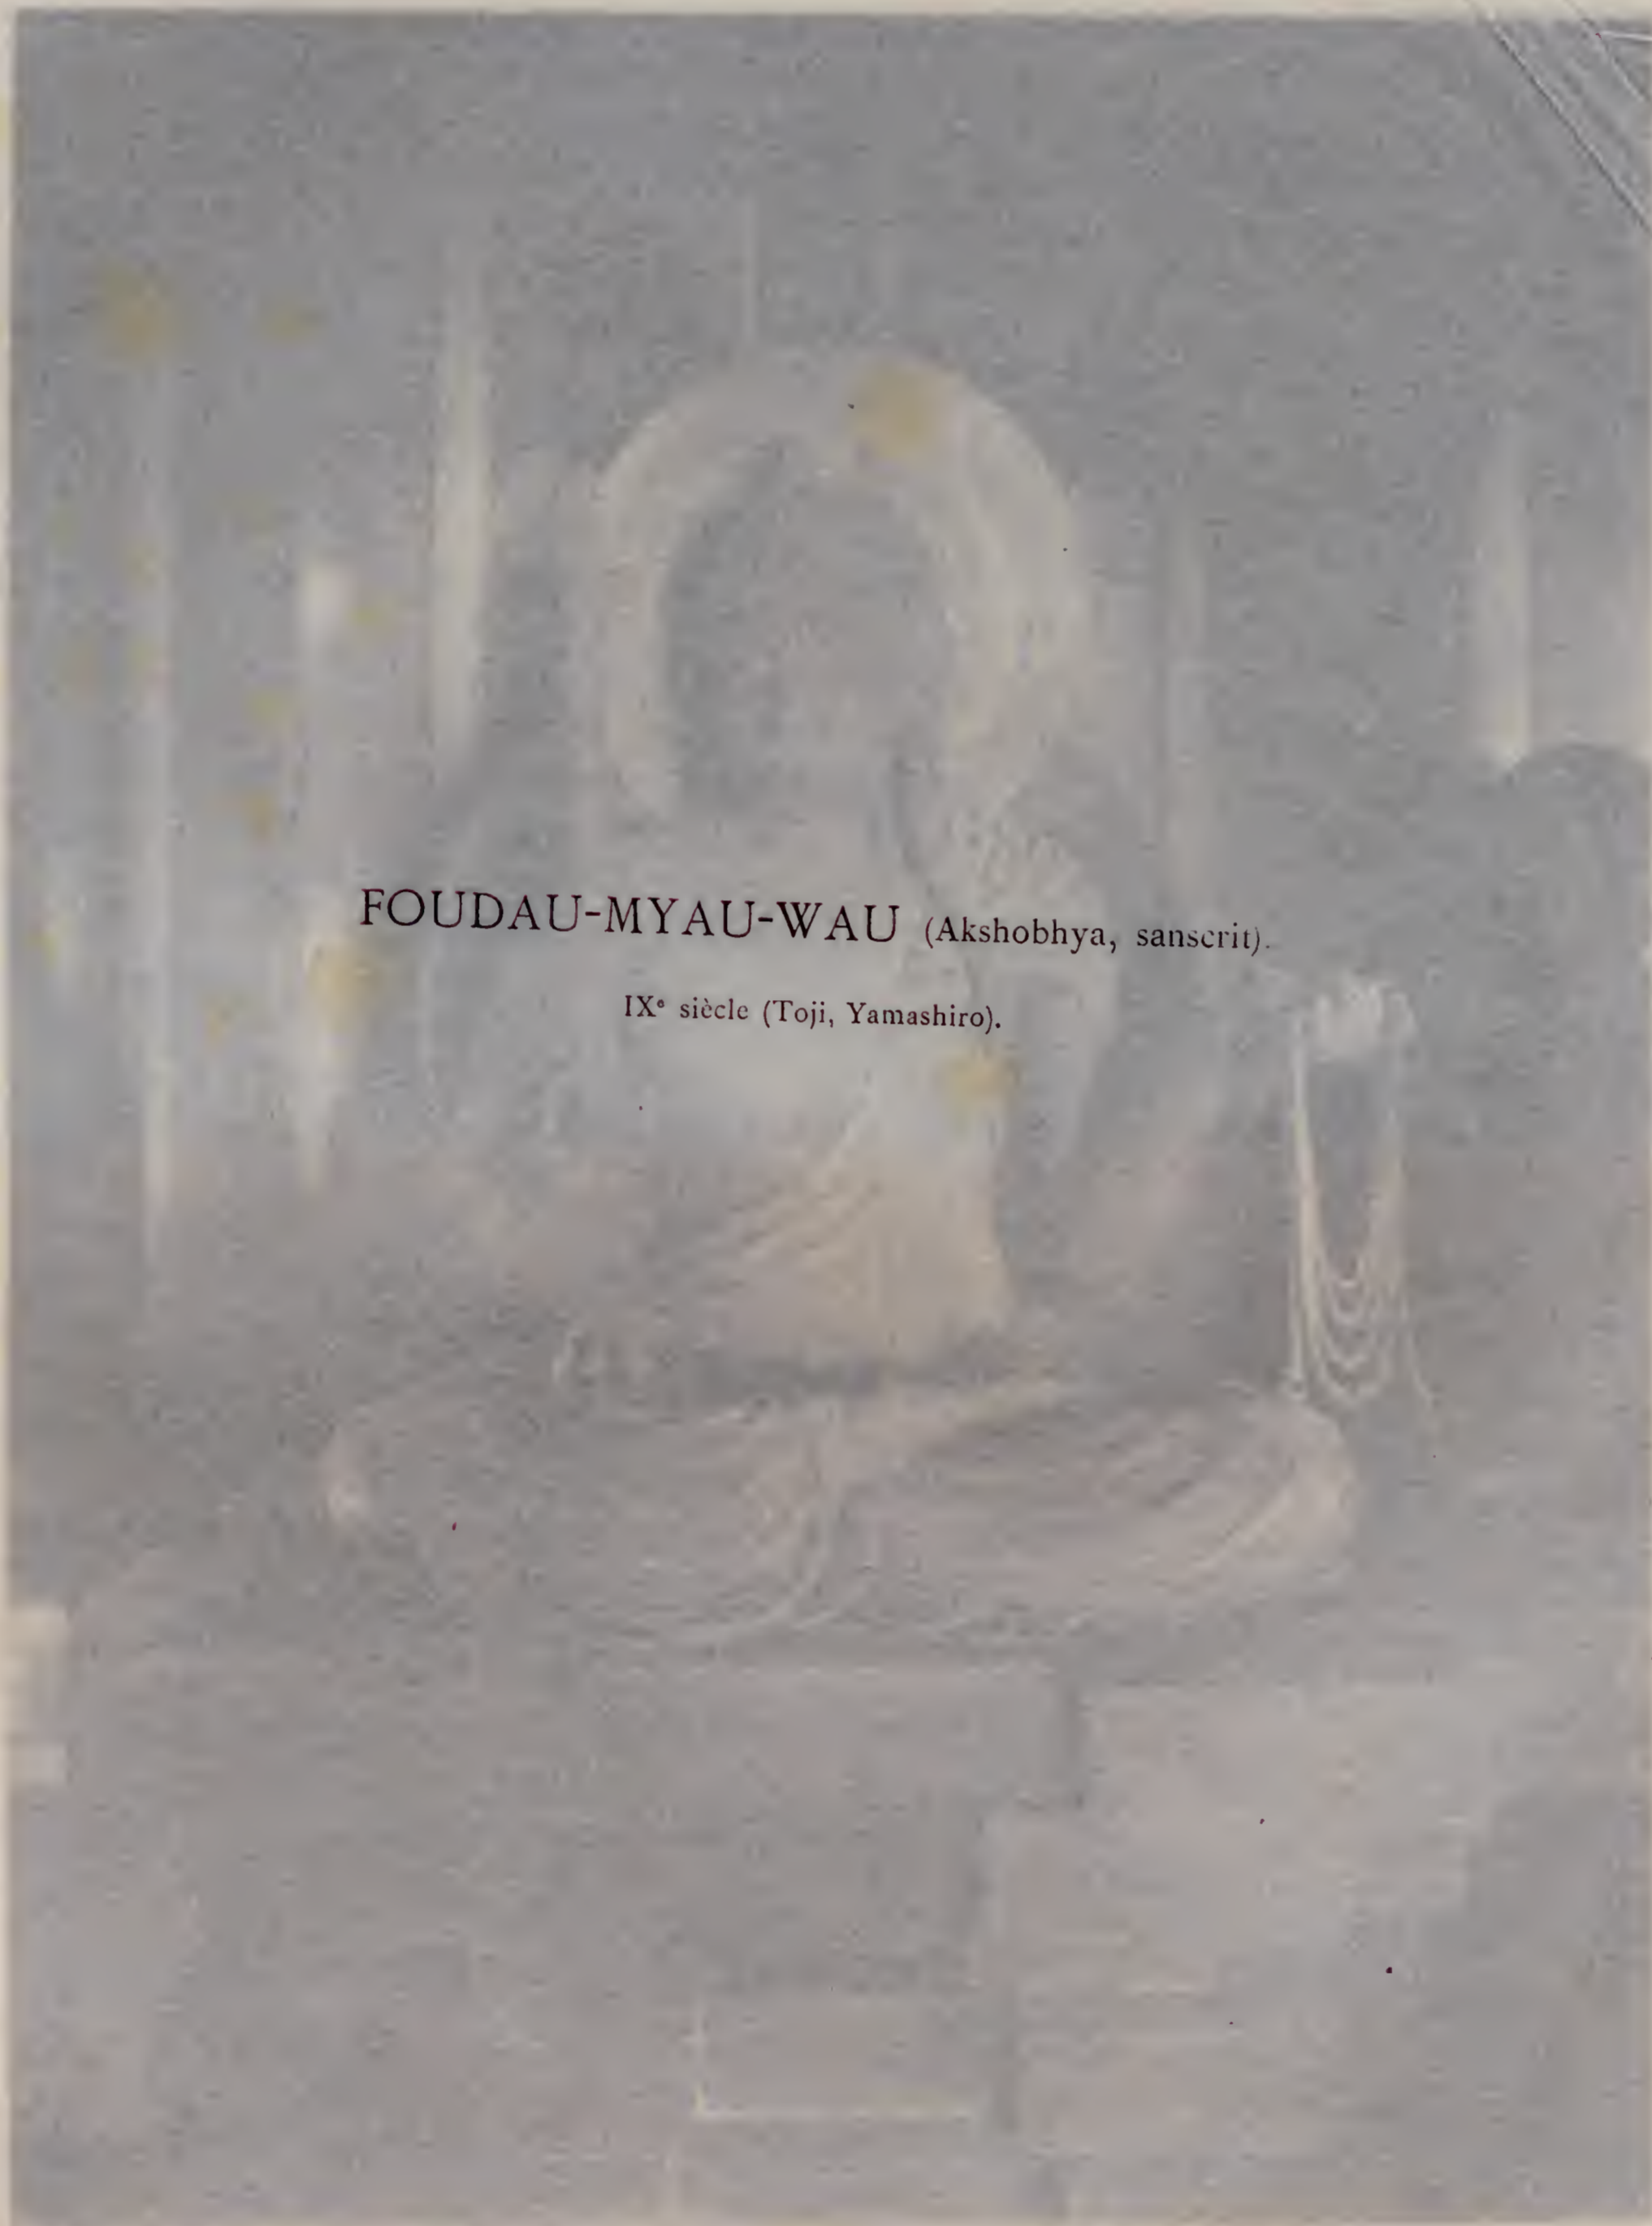 FOUDAU-MYAU-WAU (Akshobhya, sanscrit).
IXᵉ siècle (Toji, Yamashiro).